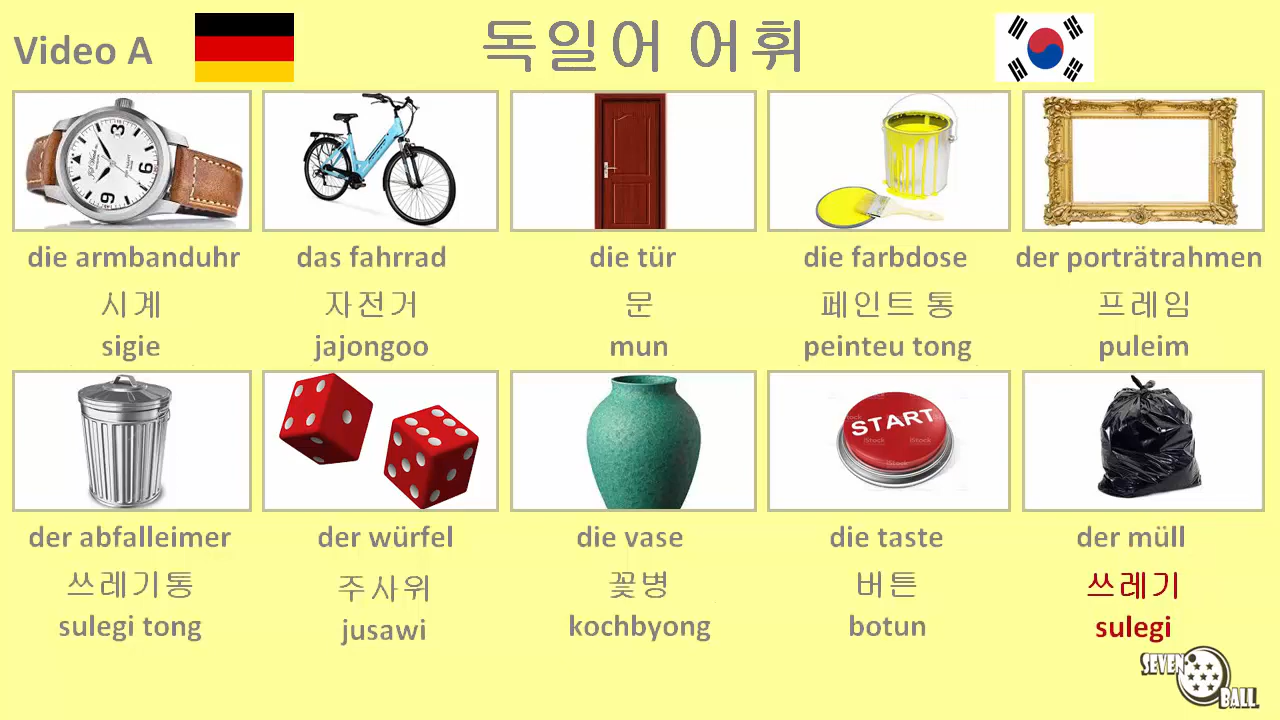 Video A
독일어 어휘
die armbanduhr
das fahrrad
die tür
die farbdose
der porträtrahmen
시계
자전거
문
페인트 통
프레임
sigie
jajongoo
mun
peinteu tong
puleim
START
iStock
iStock
iStock
der abfalleimer
der würfel
die vase
die taste
der müll
쓰레기통
주사위
꽃병
버튼
쓰레기
sulegi tong
jusawi
kochbyong
botun
sulegi
SEVEN
BALL